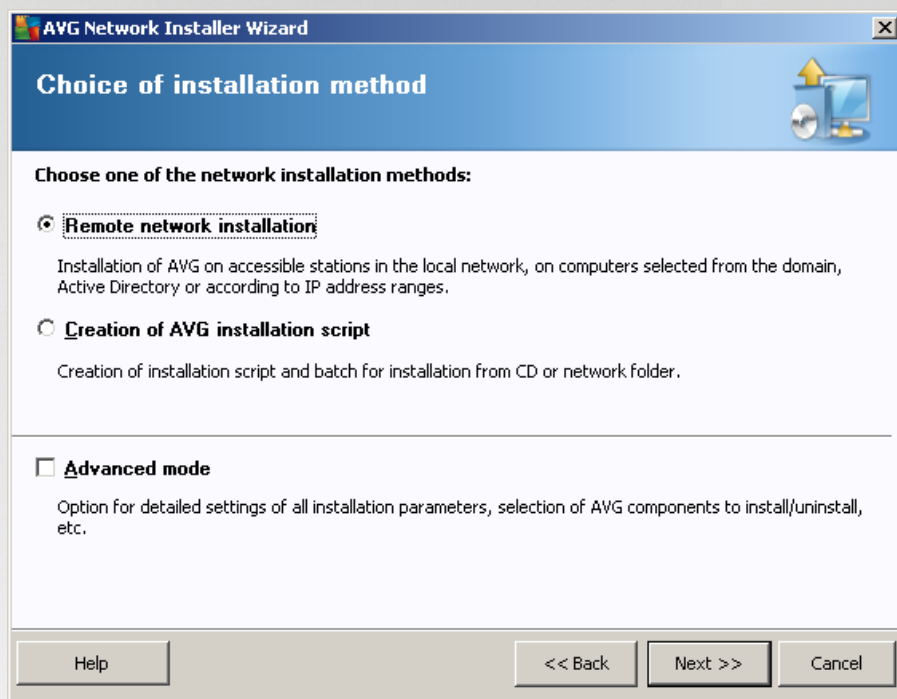 AVG Network Installer Wizard
Choice of installation method
Choose one of the network installation methods:
Remote network installation
Installation of AVG on accessible stations in the local network, on computers selected from the domain,
Active Directory or according to IP address ranges.
Creation of AVG installation script
Creation of installation script and batch for installation from CD or network folder.
Advanced mode
Option for detailed settings of all installation parameters, selection of AVG components to install/uninstall,
etc.
Help
<< Back
Next >>
Cancel